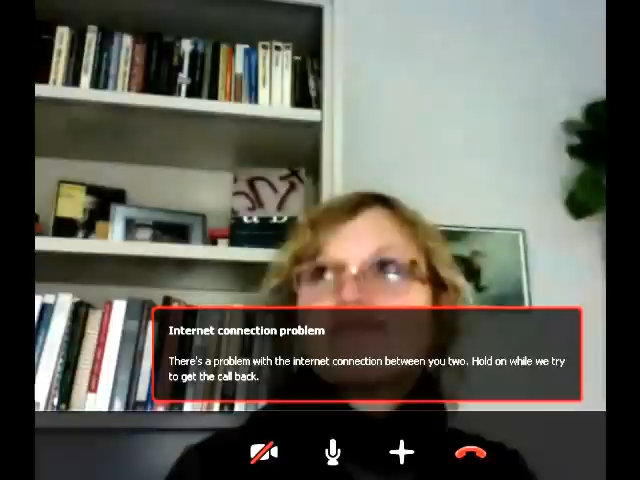 Internet connection problem
There's a problem with the internet connection between you two. Hold on while we try
to get the call back.